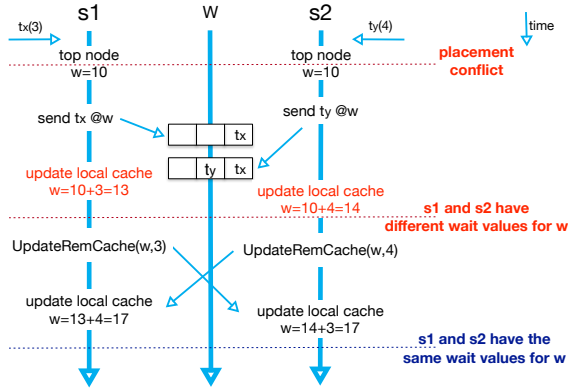 s1
w
s2
tx(3)
ty(4)
time
top node
w=10
top node
w=10
placement
conflict
send tx @w
send ty @w
tx
ty
tx
update local cache
w=10+3=13
update local cache
w=10+4=14
s1 and s2 have
different wait values for w
UpdateRemCache(w,3)
UpdateRemCache(w,4)
update local cache
w=13+4=17
update local cache
w=14+3=17
s1 and s2 have the
same wait values for w